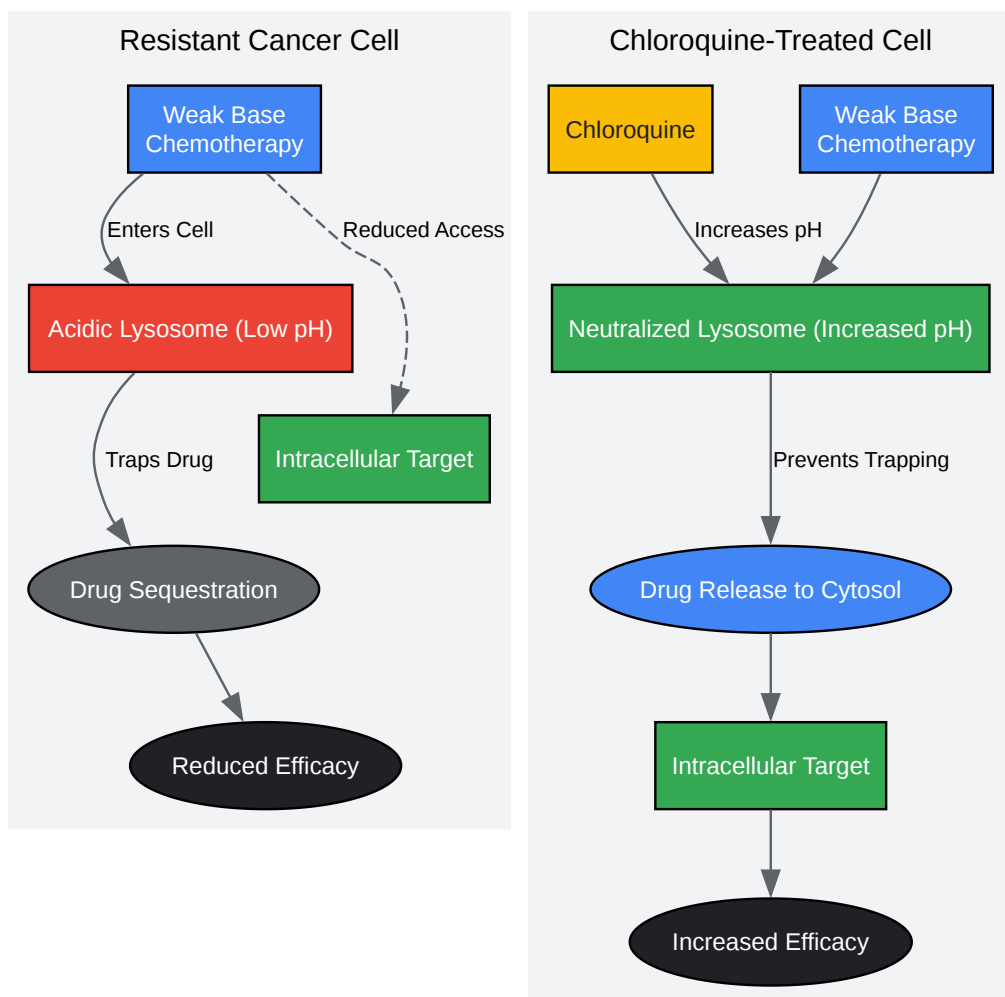 Resistant Cancer Cell
Weak Base
Chemotherapy
Enters Cell
Reduced Access
Acidic Lysosome (Low pH)
Traps Drug
Intracellular Target
Drug Sequestration
Reduced Efficacy
Chloroquine-Treated Cell
Chloroquine
Weak Base
Chemotherapy
Increases pH
Neutralized Lysosome (Increased pH)
Prevents Trapping
Drug Release to Cytosol
Intracellular Target
Increased Efficacy